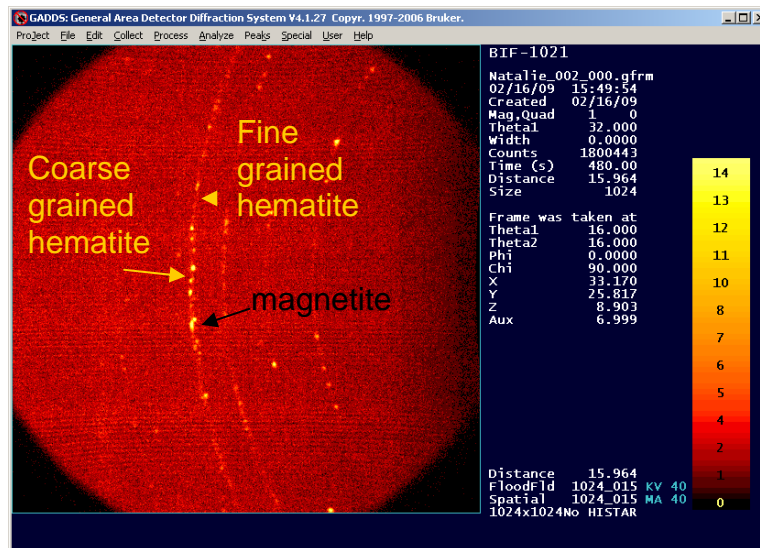 GADDS: General Area Detector Diffraction System V4.1.27 Copyr. 1997-2006 Bruker.
Project File Edit Collect Process Analyze Peaks Special User Help
Fine
grained
hematite
Coarse
grained
hematite
magnetite
BIF-1021
Natalie_002_000.gfrm
02/16/09 15:49:54
Created 02/16/09
Mag,Quad 1 0
Theta1 32.000
Width 0.0000
Counts 1800443
Time (s) 480.00
Distance 15.964
Size 1024
Frame was taken at
Theta1 16.000
Theta2 16.000
Phi 0.0000
Chi 90.000
X 33.170
Y 25.817
Z 8.903
Aux 6.999
Distance 15.964
FloodFld 1024_015 KV 40
Spatial 1024_015 MA 40
1024x1024No HISTAR
14
13
12
11
10
8
7
6
5
4
2
1
0